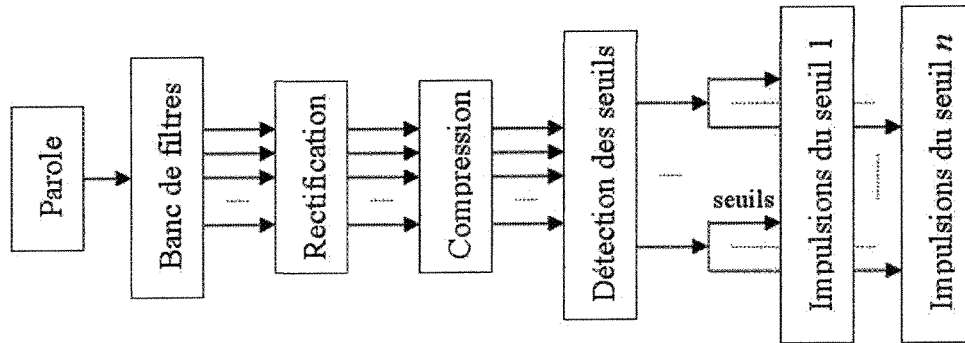 Parole
Banc de filtres
Rectification
Compression
Détection des seuils
seuils
Impulsions du seuil 1
Impulsions du seuil n